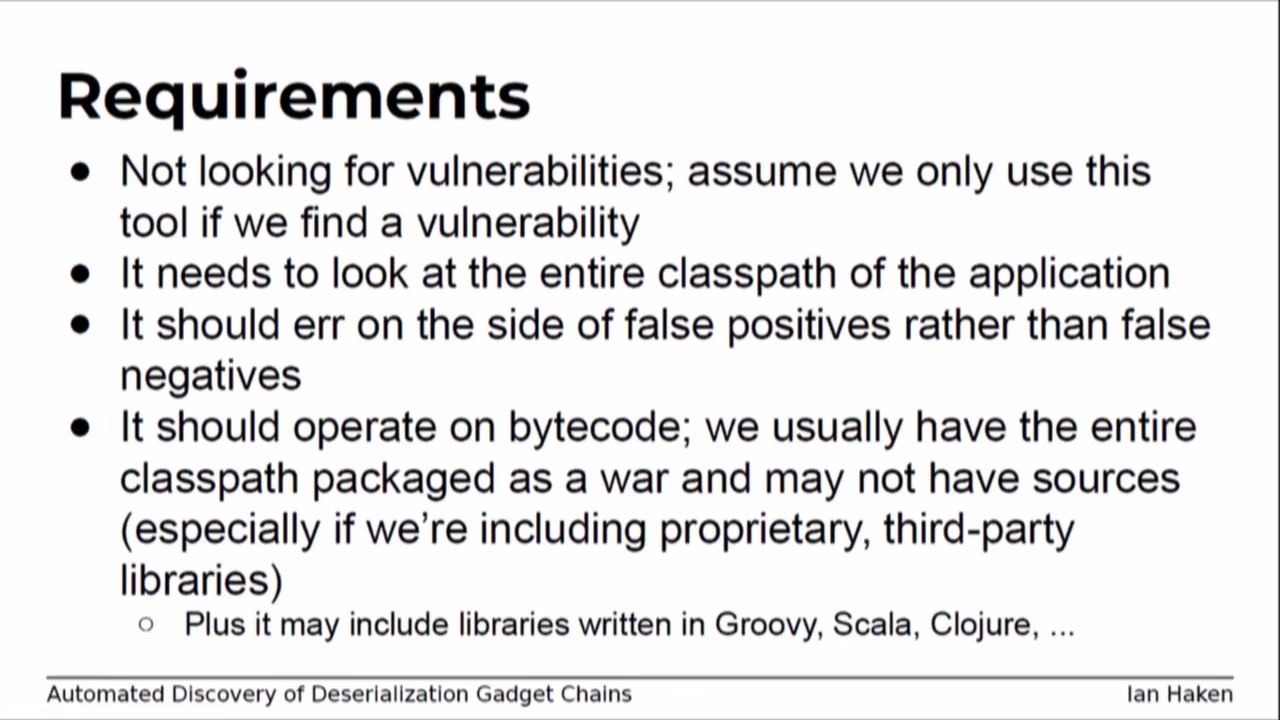 Requirements
● Not looking for vulnerabilities; assume we only use this
tool if we find a vulnerability
● It needs to look at the entire classpath of the application
● It should err on the side of false positives rather than false
negatives
● It should operate on bytecode; we usually have the entire
classpath packaged as a war and may not have sources
(especially if we’re including proprietary, third-party
libraries)
○ Plus it may include libraries written in Groovy, Scala, Clojure, ...
Automated Discovery of Deserialization Gadget Chains Ian Haken